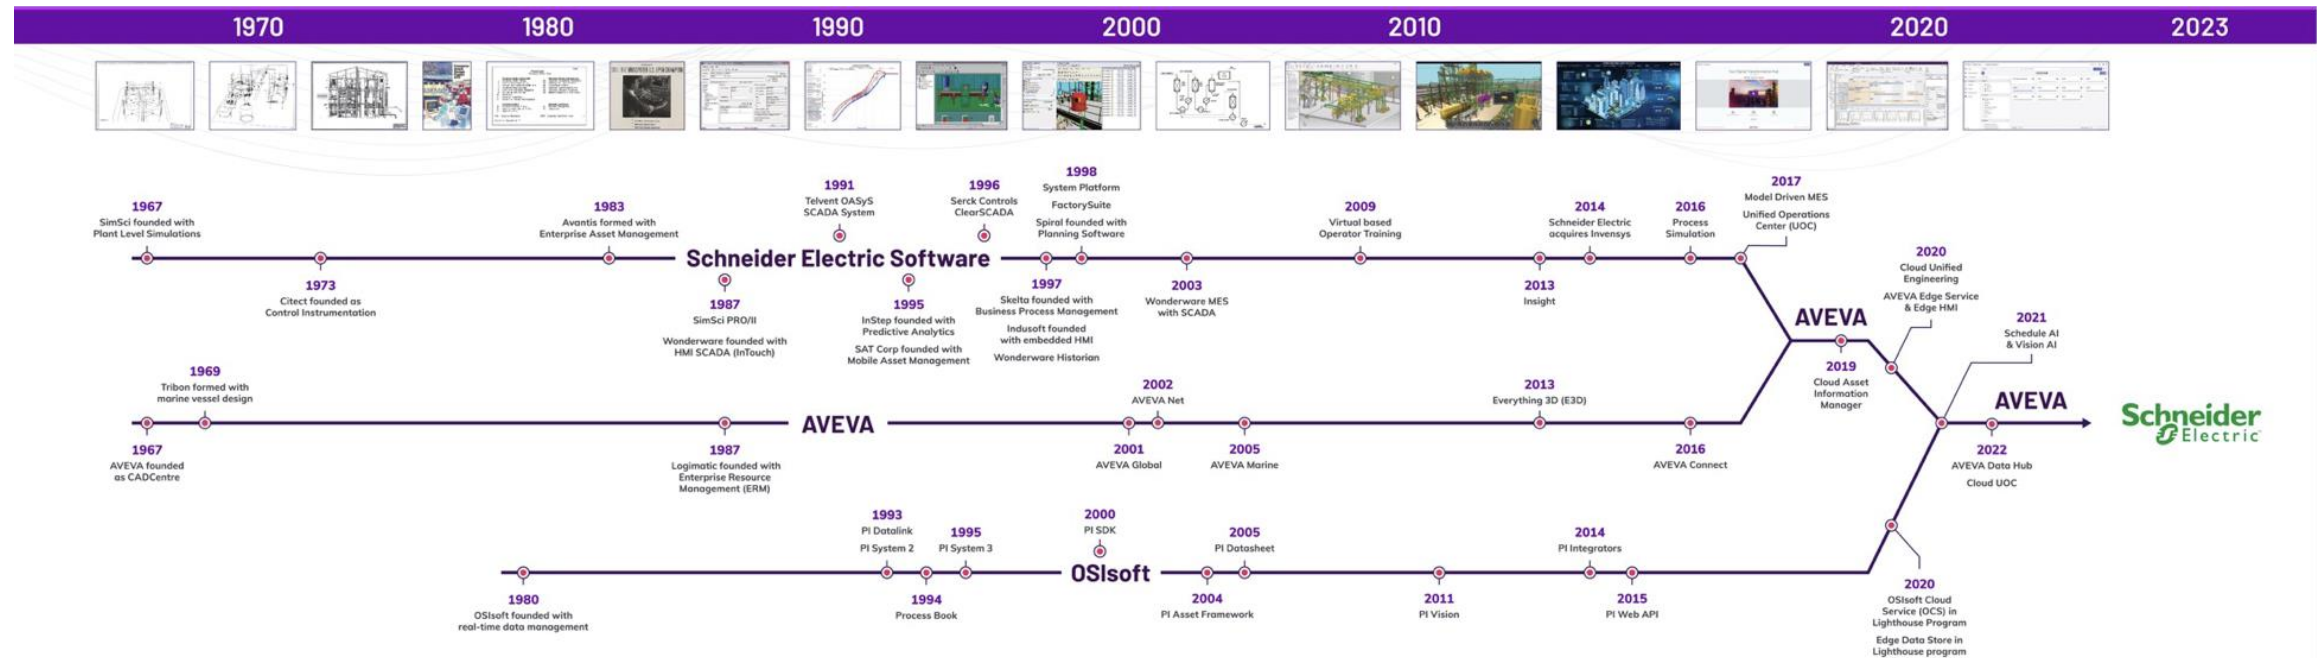 1970
1980
1990
2000
2010
2020
2023
1967
SimSci founded with
Plant Level Simulations
1973
Citect founded as
Control Instrumentation
1983
Avantis formed with
Enterprise Asset Management
Schneider Electric Software
1987
SimSci PRO/II
Wonderware founded with
HMI SCADA (InTouch)
1991
Telvent OASyS
SCADA System
1995
InStep founded with
Predictive Analytics
SAT Corp founded with
Mobile Asset Management
1996
Serck Controls
ClearSCADA
1997
Skelta founded with
Business Process Management
Indusoft founded
with embedded HMI
Wonderware Historian
1998
System Platform
FactorySuite
Spiral founded with
Planning Software
2003
Wonderware MES
with SCADA
2009
Virtual based
Operator Training
2013
Insight
2014
Schneider Electric
acquires Invensys
2016
Process
Simulation
2017
Model Driven MES
Unified Operations
Center (UOC)
AVEVA
2019
Cloud Asset
Information
Manager
2020
Cloud Unified
Engineering
AVEVA Edge Service
& Edge HMI
2021
Schedule AI
& Vision AI
1967
AVEVA founded
as CADCentre
1969
Tribon formed with
marine vessel design
1987
Logimatic founded with
Enterprise Resource
Management (ERM)
AVEVA
2001
AVEVA Global
2002
AVEVA Net
2005
AVEVA Marine
2013
Everything 3D (E3D)
2016
AVEVA Connect
AVEVA
2022
AVEVA Data Hub
Cloud UOC
Schneider
Electric
1980
OSIsoft founded with
real-time data management
1993
PI Datalink
PI System 2
1994
Process Book
1995
PI System 3
2000
PI SDK
OSIsoft
2004
PI Asset Framework
2005
PI Datasheet
2011
PI Vision
2014
PI Integrators
2015
PI Web API
2020
OSIsoft Cloud
Service (OCS) in
Lighthouse Program
Edge Data Store in
Lighthouse program